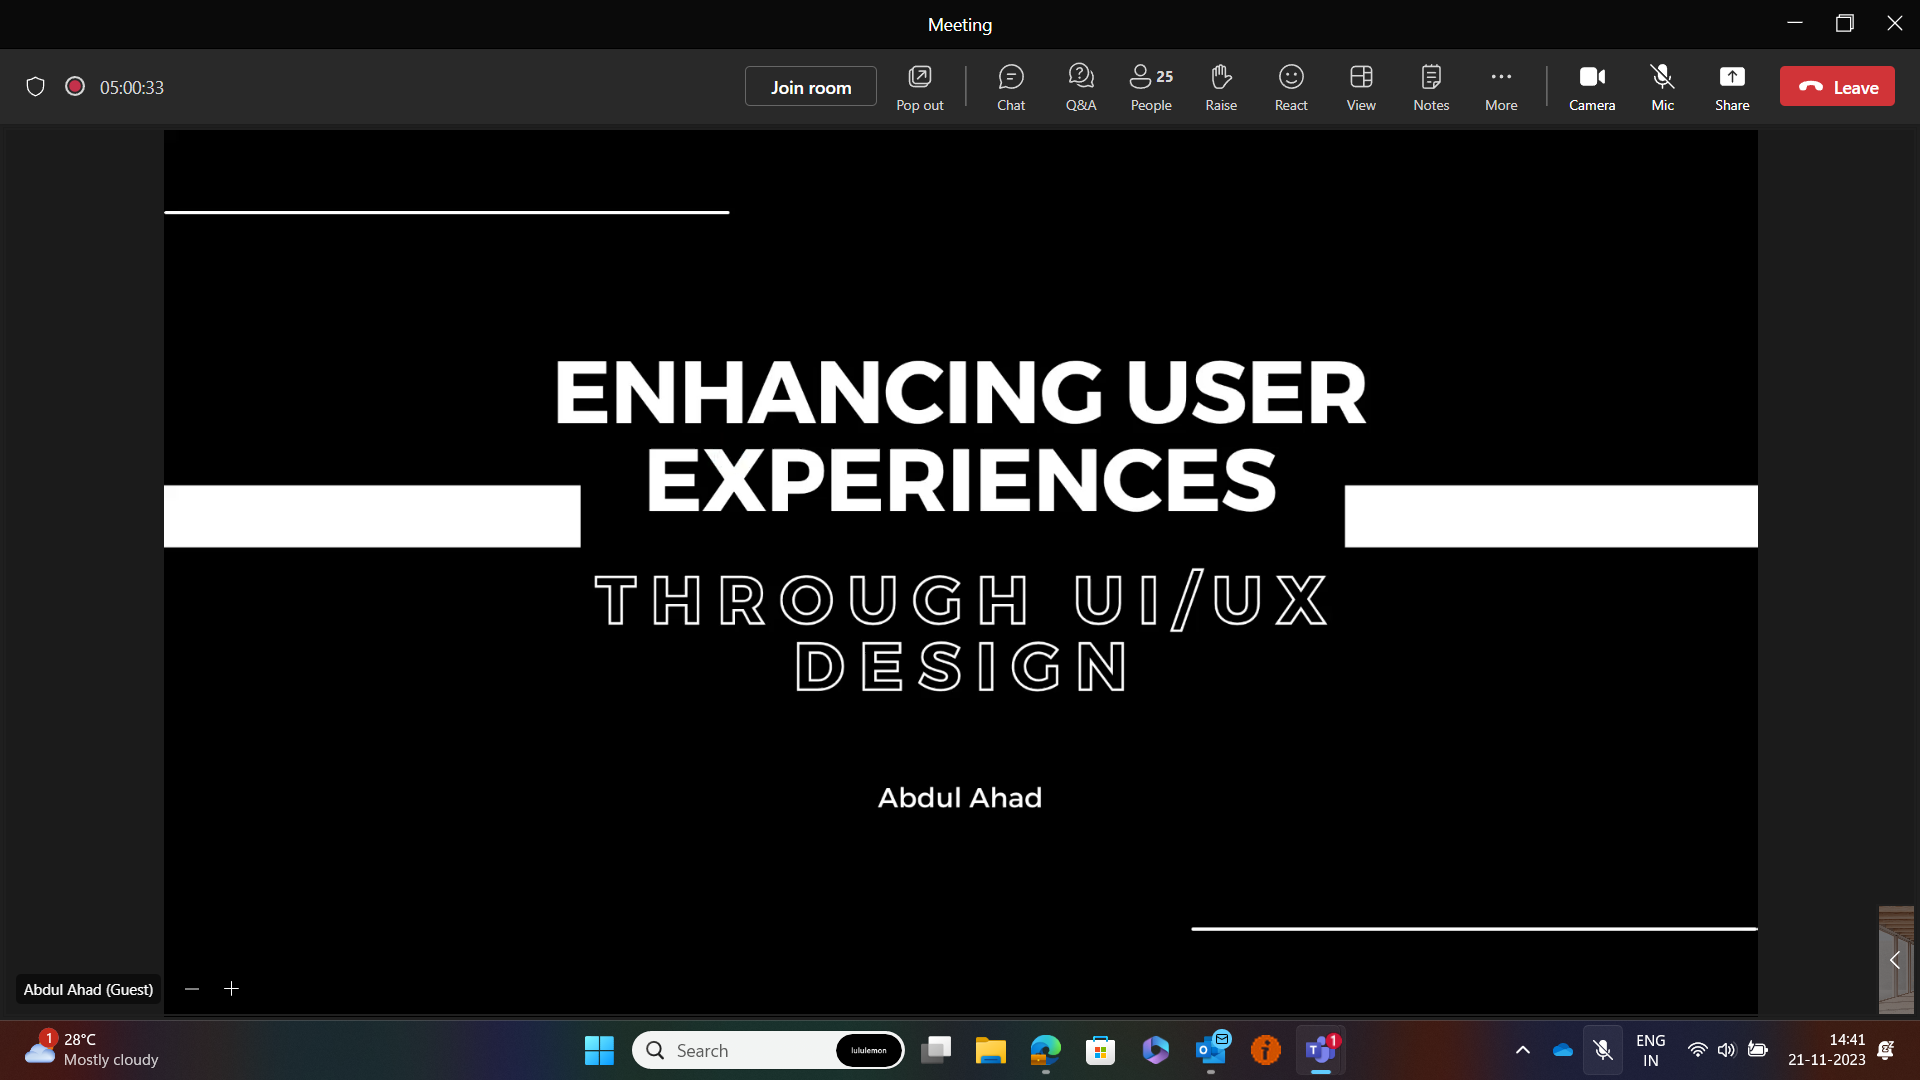 Meeting
05:00:33
Join room
Pop out
Chat
Q&A
25
People
Raise
React
View
Notes
More
Camera
Mic
Share
Leave
ENHANCING USER
EXPERIENCES
THROUGH UI/UX
DESIGN
Abdul Ahad
Abdul Ahad (Guest)
1
28°C
Mostly cloudy
Search
lululemon
1
ENG
IN
14:41
21-11-2023